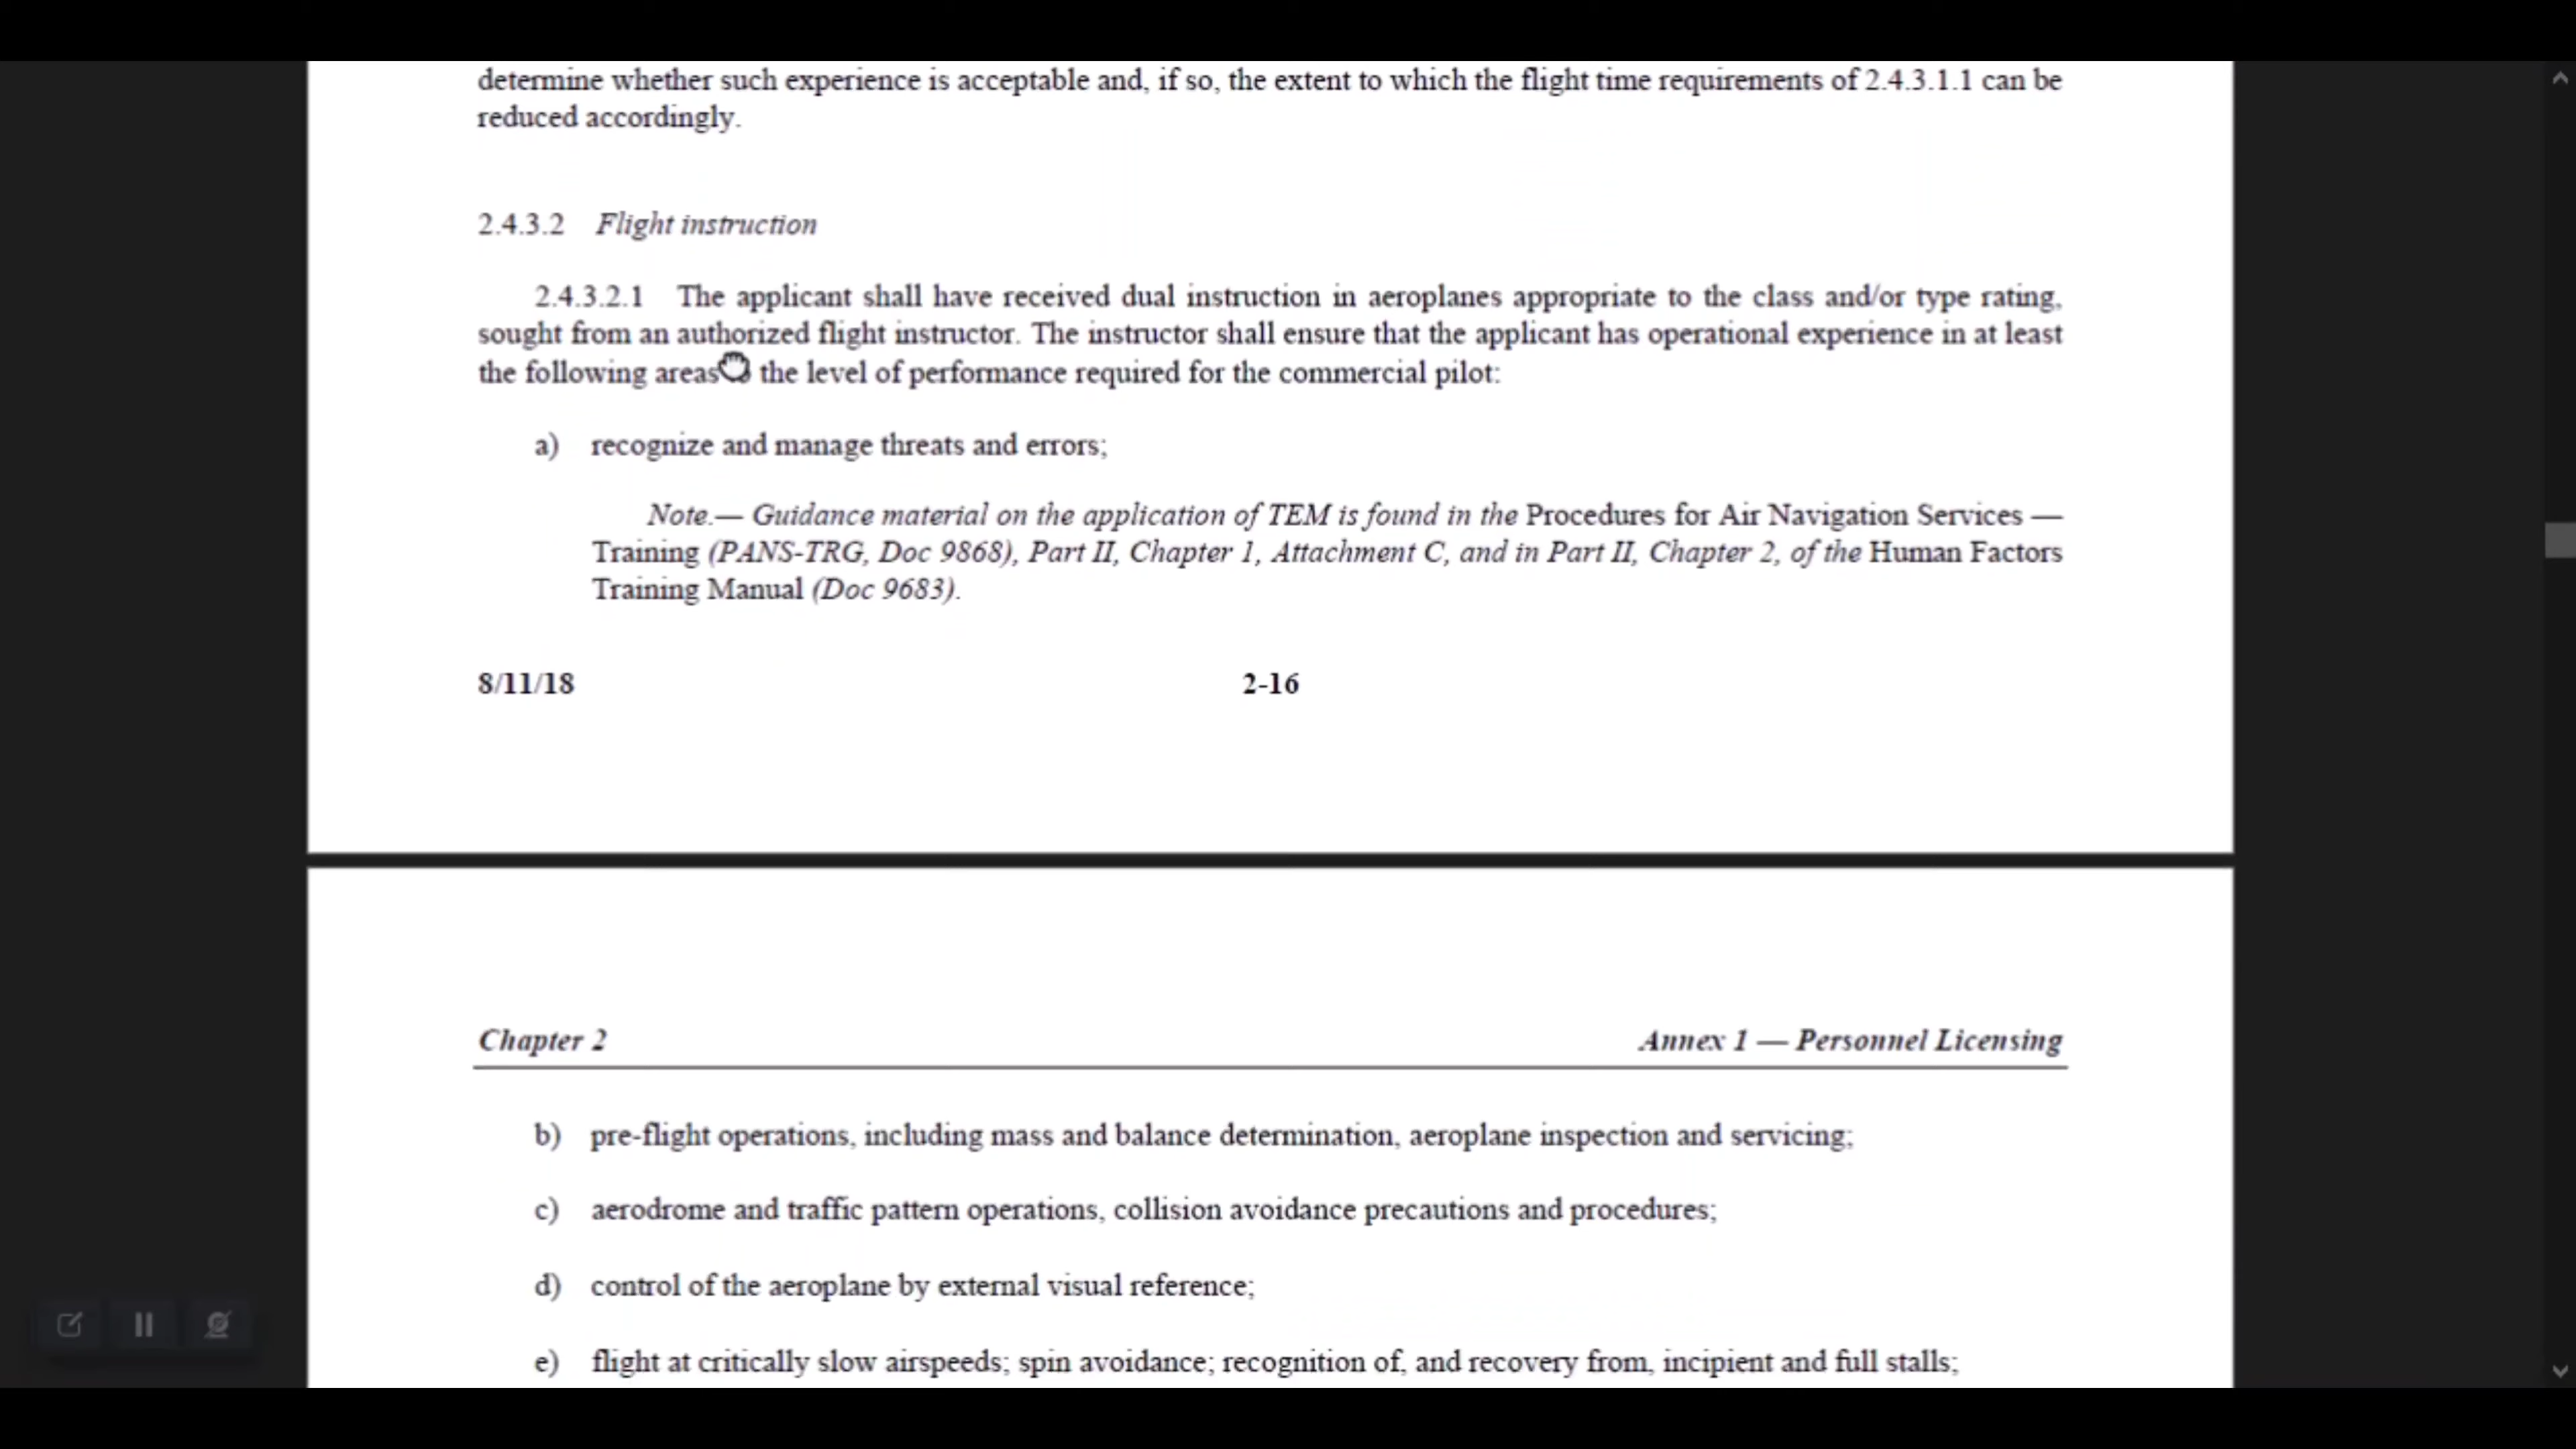 determine whether such experience is acceptable and, if so, the extent to which the flight time requirements of 2.4.3.1.1 can be
reduced accordingly.
2.4.3.2 Flight instruction
2.4.3.2.1 The applicant shall have received dual instruction in aeroplanes appropriate to the class and/or type rating,
sought from an authorized flight instructor. The instructor shall ensure that the applicant has operational experience in at least
the following areas the level of performance required for the commercial pilot:
a) recognize and manage threats and errors;
Note.— Guidance material on the application of TEM is found in the Procedures for Air Navigation Services —
Training (PANS-TRG, Doc 9868), Part II, Chapter 1, Attachment C, and in Part II, Chapter 2, of the Human Factors
Training Manual (Doc 9683).
8/11/18 2-16
Chapter 2 Annex 1 — Personnel Licensing
b) pre-flight operations, including mass and balance determination, aeroplane inspection and servicing;
c) aerodrome and traffic pattern operations, collision avoidance precautions and procedures;
d) control of the aeroplane by external visual reference;
e) flight at critically slow airspeeds; spin avoidance; recognition of, and recovery from, incipient and full stalls;